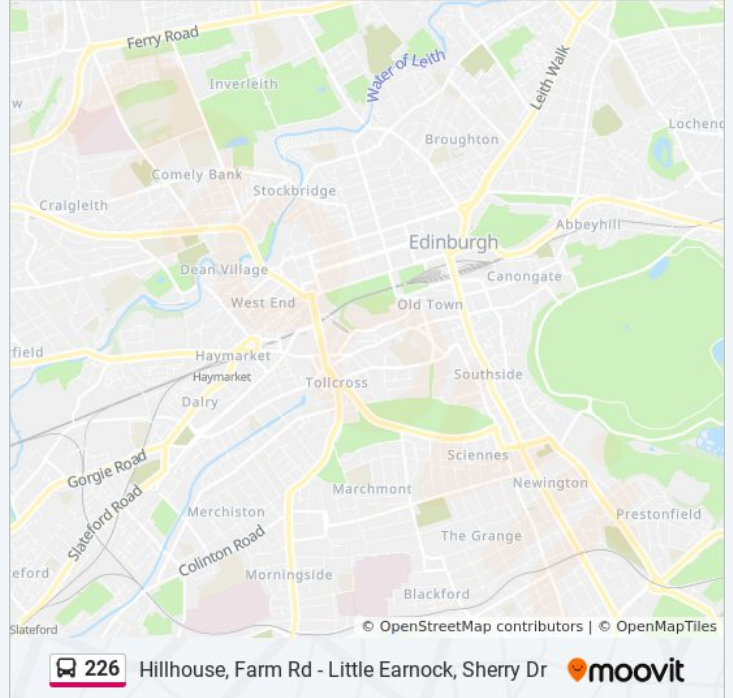 Ferry Road
Water of Leith
Leith Walk
Inverleith
w
Lochend
Broughton
Comely Bank
Stockbridge
Craigleith
Abbeyhill
Edinburgh
Dean Village
Canongate
West End
Old Town
field
Haymarket
Haymarket
Southside
Tollcross
Dalry
Sciennes
Gorgie Road
Newington
Marchmont
Slateford Road
Merchiston
Prestonfield
The Grange
Colinton Road
eford
Morningside
Blackford
Slateford
© OpenStreetMap contributors | © OpenMapTiles
226 Hillhouse, Farm Rd - Little Earnock, Sherry Dr moovit